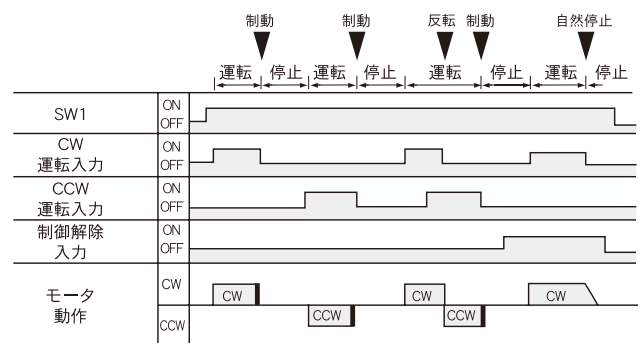 制動 制動 反転 制動 自然停止
運転 停止 運転 停止 運転 停止 運転 停止
SW1 ON
OFF
CW
運転入力 ON
OFF
CCW
運転入力 ON
OFF
制御解除
入力 ON
OFF
モータ
動作 CW CW CW CW
CCW CCW CCW